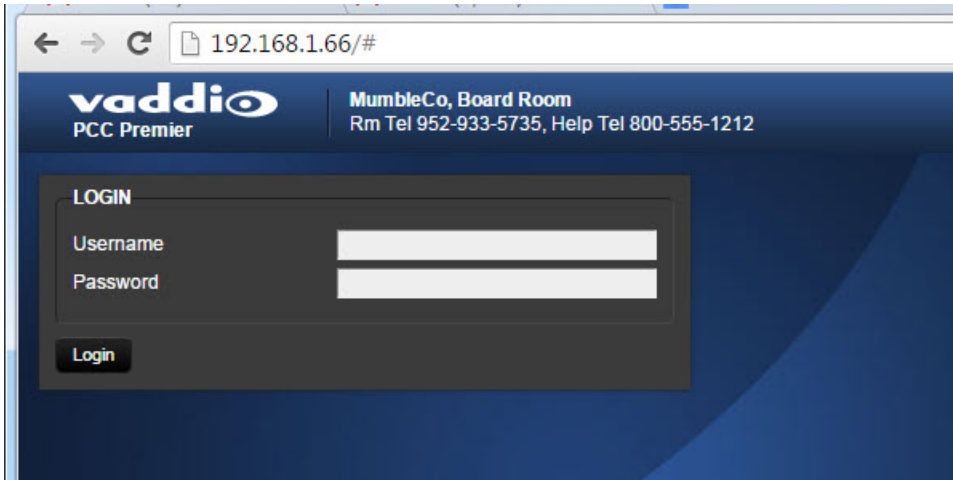 192.168.1.66/#
vaddio
PCC Premier
MumbleCo, Board Room
Rm Tel 952-933-5735, Help Tel 800-555-1212
LOGIN
Username
Password
Login